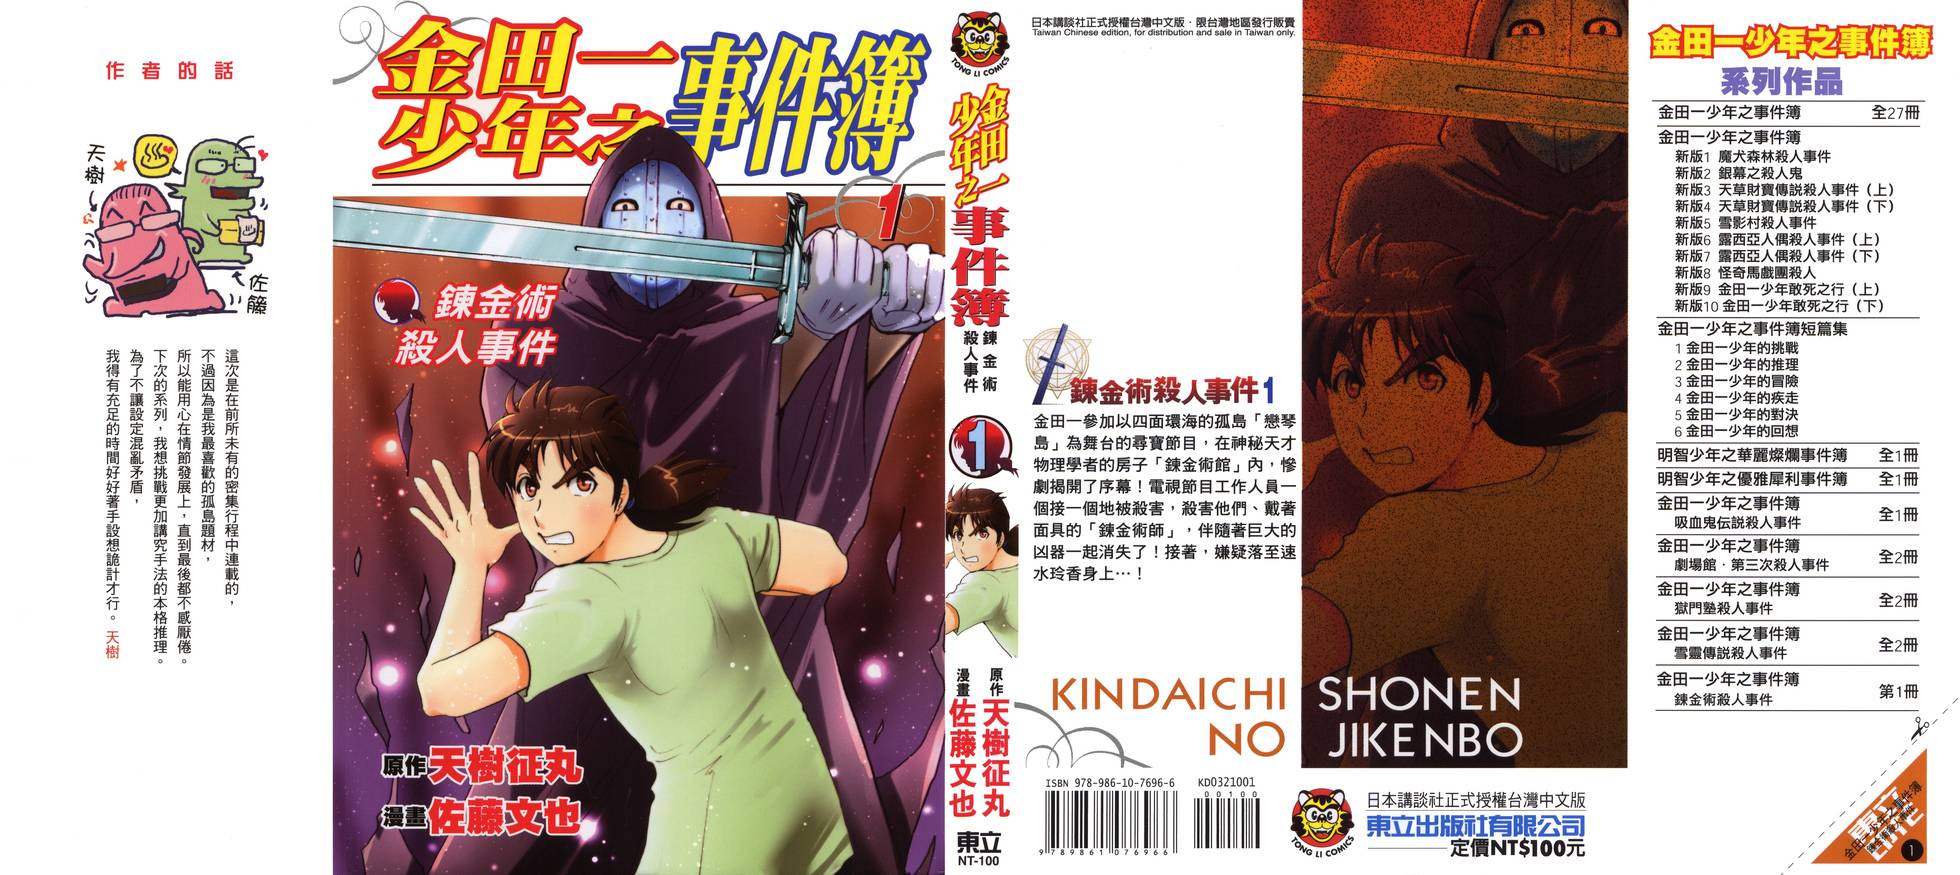 作者的話
天樹
佐藤
這次是在前所未有的密集行程中連載的，
不過因為是我最喜歡的孤島題材，
所以能用心在情節發展上，直到最後都不感厭倦。
下次的系列，我想挑戰更加講究手法的本格推理。
為了不讓設定混亂矛盾，
我得有充足的時間好好著手設想詭計才行。 天樹
金田一
少年之事件簿
1
鍊金術
殺人事件
原作天樹征丸
漫畫佐藤文也
TONG LI COMICS
金田一
少年之
事件簿
鍊金術
殺人事件
1
原作 天樹征丸
漫畫 佐藤文也
東立
NT-100
日本講談社正式授權台灣中文版・限台灣地區發行販賣
Taiwan Chinese edition, for distribution and sale in Taiwan only.
鍊金術殺人事件1
金田一參加以四面環海的孤島「戀琴
島」為舞台的尋寶節目，在神秘天才
物理學者的房子「鍊金術館」內，慘
劇揭開了序幕！電視節目工作人員一
個接一個地被殺害，殺害他們、戴著
面具的「鍊金術師」，伴隨著巨大的
凶器一起消失了！接著，嫌疑落至速
水玲香身上…！
KINDAICHI SHONEN
NO JIKENBO
ISBN 978-986-10-7696-6
KD0321001
00100
9789861076966
TONG LI COMICS
日本講談社正式授權台灣中文版
東立出版社有限公司
定價NT$100元
金田一少年之事件簿
系列作品
金田一少年之事件簿 全27冊
金田一少年之事件簿
新版1 魔犬森林殺人事件
新版2 銀幕之殺人鬼
新版3 天草財寶傳説殺人事件（上）
新版4 天草財寶傳説殺人事件（下）
新版5 雪影村殺人事件
新版6 露西亞人偶殺人事件（上）
新版7 露西亞人偶殺人事件（下）
新版8 怪奇馬戲團殺人
新版9 金田一少年敢死之行（上）
新版10 金田一少年敢死之行（下）
金田一少年之事件簿短篇集
1 金田一少年的挑戰
2 金田一少年的推理
3 金田一少年的冒險
4 金田一少年的疾走
5 金田一少年的對決
6 金田一少年的回想
明智少年之華麗燦爛事件簿 全1冊
明智少年之優雅犀利事件簿 全1冊
金田一少年之事件簿
吸血鬼伝説殺人事件 全1冊
金田一少年之事件簿
劇場館・第三次殺人事件 全2冊
金田一少年之事件簿
獄門塾殺人事件 全2冊
金田一少年之事件簿
雪靈傳説殺人事件 全2冊
金田一少年之事件簿
鍊金術殺人事件 第1冊
金田一少年之事件簿
鍊金術殺人事件
1